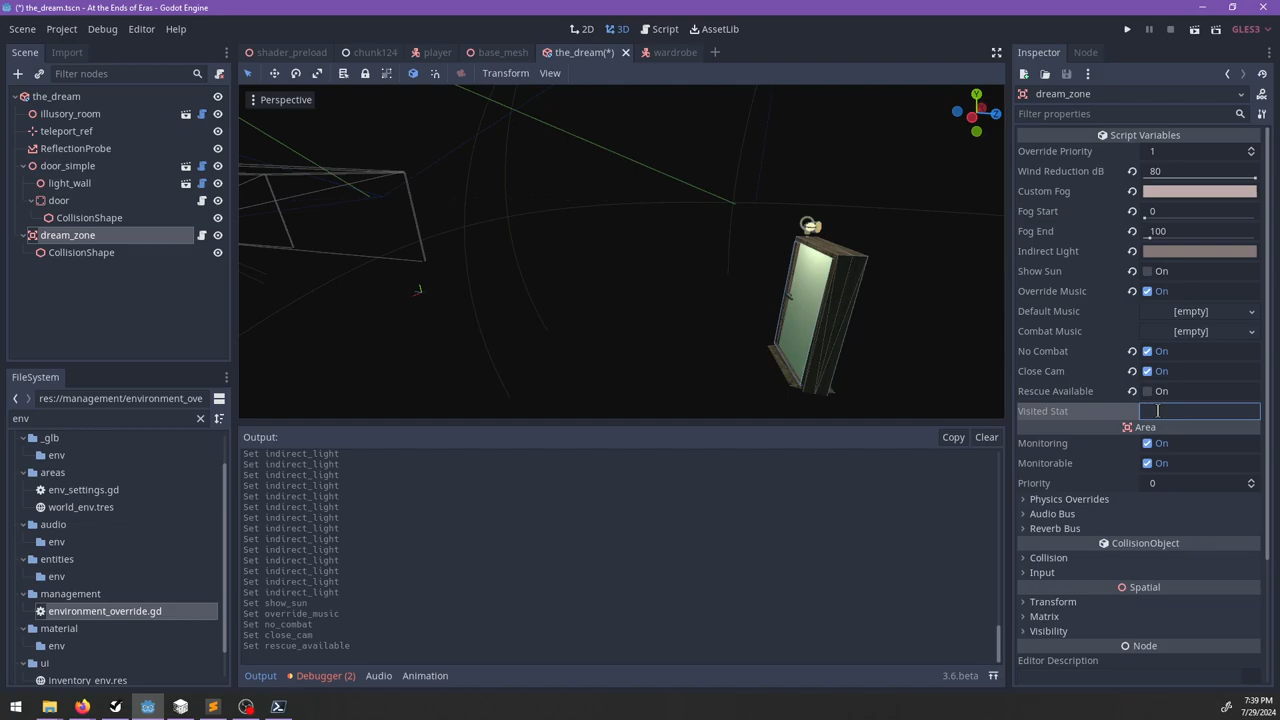 (*) the_dream.tscn - At the Ends of Eras - Godot Engine
Scene Project Debug Editor Help
2D 3D Script AssetLib
GLES3
Scene Import
shader_preload chunk124 player base_mesh the_dream(*) wardrobe
Inspector Node
Filter nodes
Transform View
the_dream
illusory_room
teleport_ref
ReflectionProbe
door_simple
light_wall
door
CollisionShape
dream_zone
CollisionShape
Perspective
Y
Z
FileSystem
res://management/environment_ove
env
_glb
env
areas
env_settings.gd
world_env.tres
audio
env
entities
env
management
environment_override.gd
material
env
ui
inventory_env.res
Output:
Copy Clear
Set indirect_light
Set indirect_light
Set indirect_light
Set indirect_light
Set indirect_light
Set indirect_light
Set indirect_light
Set indirect_light
Set indirect_light
Set indirect_light
Set indirect_light
Set indirect_light
Set indirect_light
Set indirect_light
Set show_sun
Set override_music
Set no_combat
Set close_cam
Set rescue_available
Output Debugger (2) Audio Animation
3.6.beta
dream_zone
Filter properties
Script Variables
Override Priority 1
Wind Reduction dB 80
Custom Fog
Fog Start 0
Fog End 100
Indirect Light
Show Sun On
Override Music On
Default Music [empty]
Combat Music [empty]
No Combat On
Close Cam On
Rescue Available On
Visited Stat
Area
Monitoring On
Monitorable On
Priority 0
Physics Overrides
Audio Bus
Reverb Bus
CollisionObject
Collision
Input
Spatial
Transform
Matrix
Visibility
Node
Editor Description
7:39 PM
7/29/2024